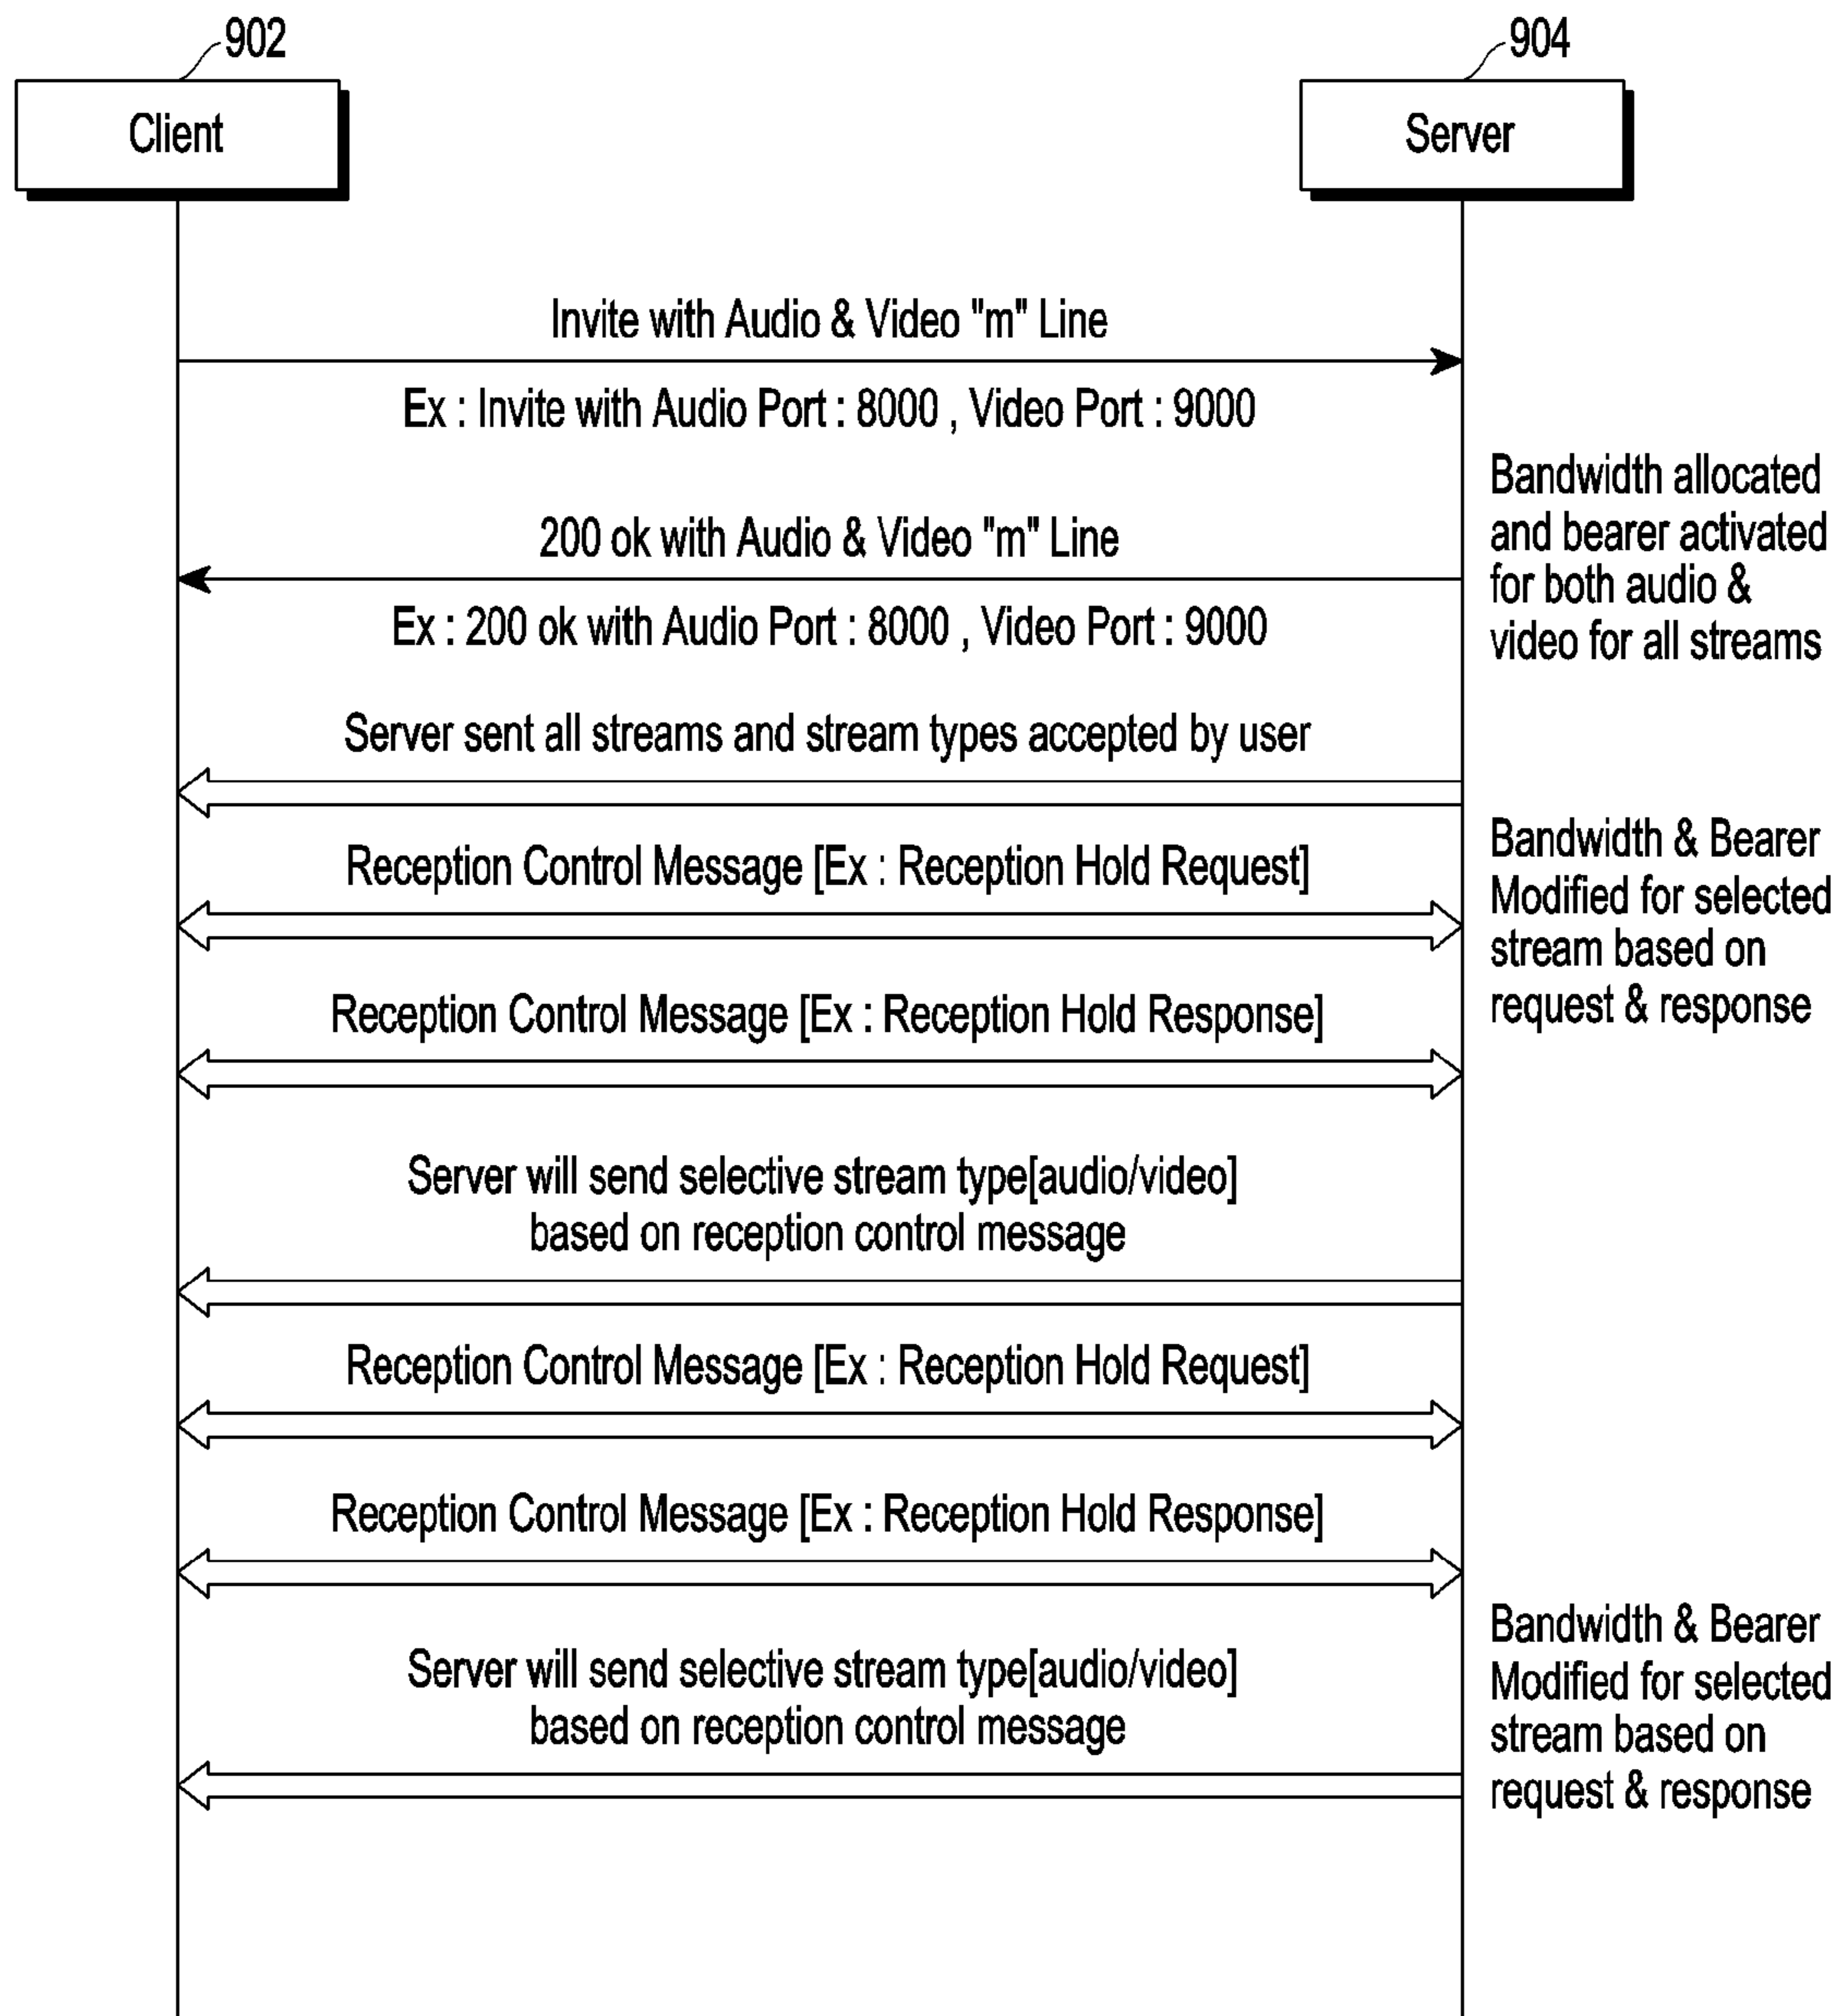 902
904
Client
Server
Invite with Audio & Video "m" Line
Ex : Invite with Audio Port : 8000 , Video Port : 9000
Bandwidth allocated
and bearer activated
for both audio &
video for all streams
200 ok with Audio & Video "m" Line
Ex : 200 ok with Audio Port : 8000 , Video Port : 9000
Server sent all streams and stream types accepted by user
Reception Control Message [Ex : Reception Hold Request]
Bandwidth & Bearer
Modified for selected
stream based on
request & response
Reception Control Message [Ex : Reception Hold Response]
Server will send selective stream type[audio/video]
based on reception control message
Reception Control Message [Ex : Reception Hold Request]
Reception Control Message [Ex : Reception Hold Response]
Server will send selective stream type[audio/video]
based on reception control message
Bandwidth & Bearer
Modified for selected
stream based on
request & response